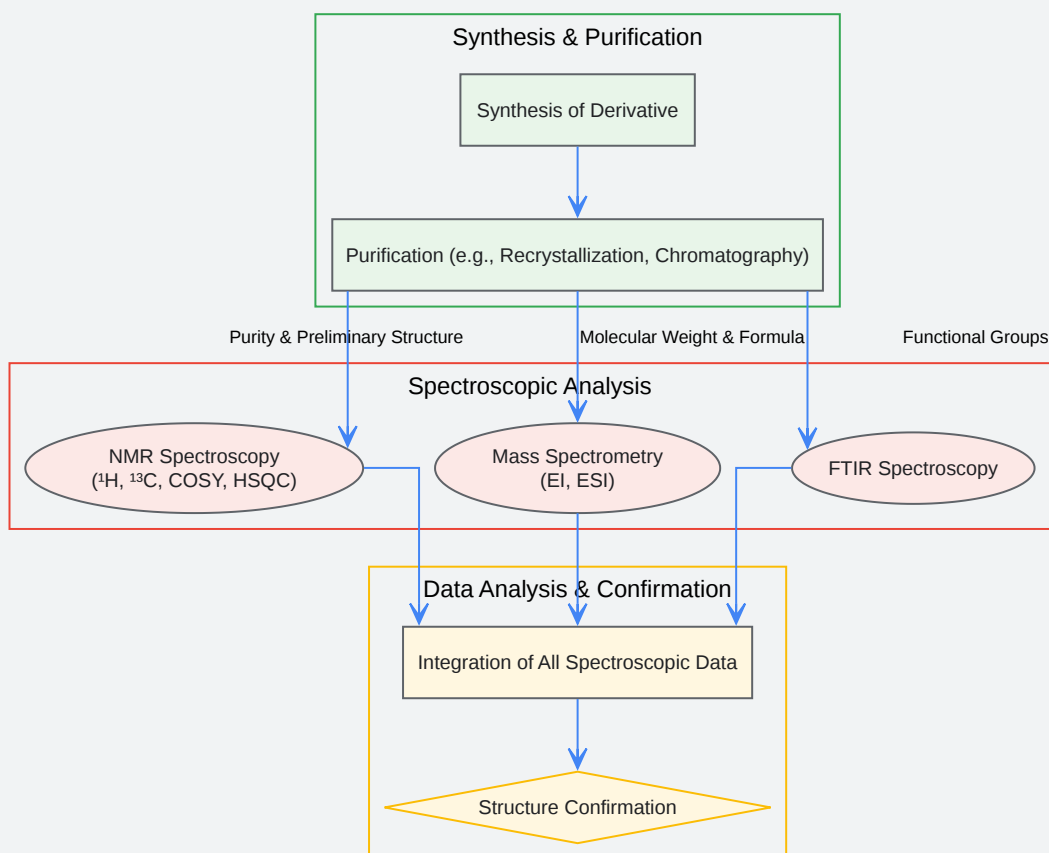 Synthesis & Purification
Synthesis of Derivative
Purification (e.g., Recrystallization, Chromatography)
Purity & Preliminary Structure
Molecular Weight & Formula
Functional Groups
Spectroscopic Analysis
NMR Spectroscopy
(¹H, ¹³C, COSY, HSQC)
Mass Spectrometry
(EI, ESI)
FTIR Spectroscopy
Data Analysis & Confirmation
Integration of All Spectroscopic Data
Structure Confirmation